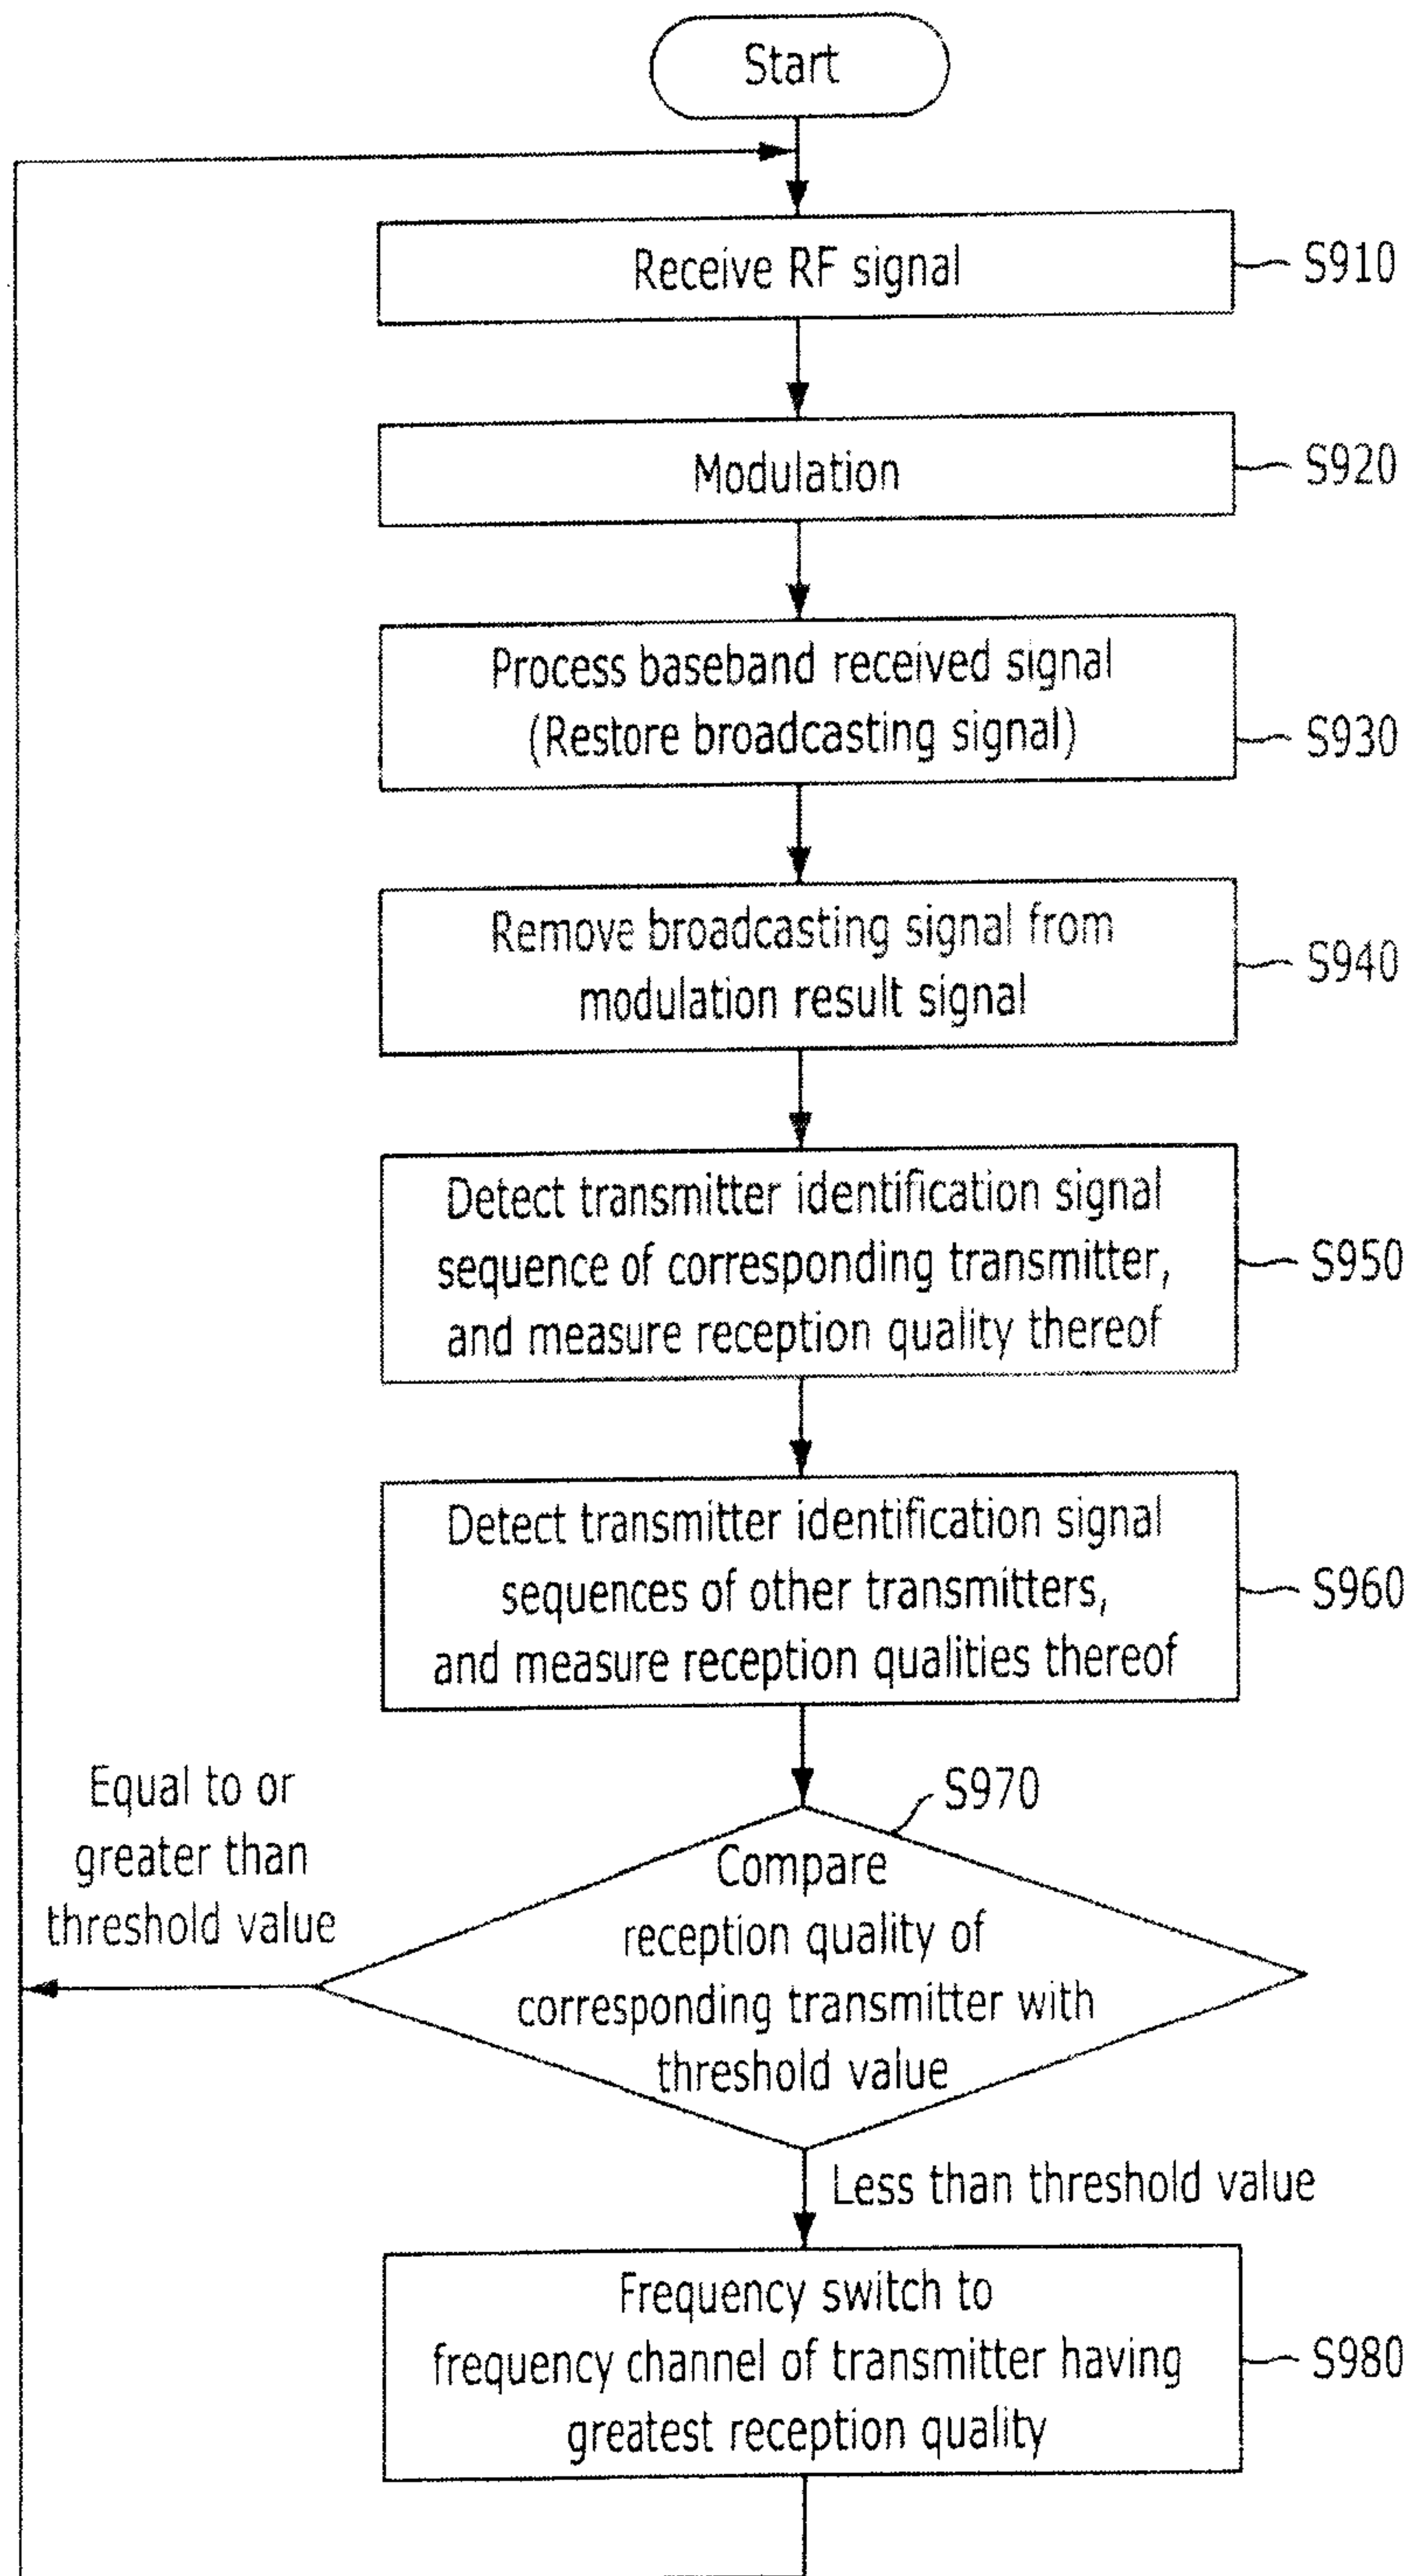 Start
Receive RF signal
S910
Modulation
S920
Process baseband received signal
(Restore broadcasting signal)
S930
Remove broadcasting signal from
modulation result signal
S940
Detect transmitter identification signal
sequence of corresponding transmitter,
and measure reception quality thereof
S950
Detect transmitter identification signal
sequences of other transmitters,
and measure reception qualities thereof
S960
Equal to or
greater than
threshold value
S970
Compare
reception quality of
corresponding transmitter with
threshold value
Less than threshold value
Frequency switch to
frequency channel of transmitter having
greatest reception quality
S980